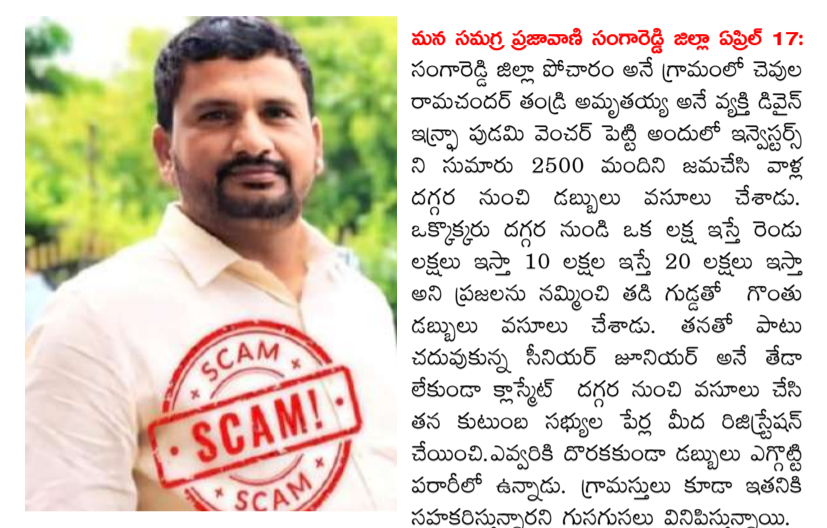 SCAM
SCAM!
SCAM
మన సమగ్ర ప్రజావాణి సంగారెడ్డి జిల్లా ఏప్రిల్ 17:
సంగారెడ్డి జిల్లా పోచారం అనే గ్రామంలో చెవుల
రామచందర్ తండ్రి అమృతయ్య అనే వ్యక్తి డివైన్
ఇన్ఫ్రా పుడమి వెంచర్ పెట్టి అందులో ఇన్వెస్టర్స్
ని సుమారు 2500 మందిని జమచేసి వాళ్ల
దగ్గర నుంచి డబ్బులు వసూలు చేశాడు.
ఒక్కొక్కరు దగ్గర నుండి ఒక లక్ష ఇస్తే రెండు
లక్షలు ఇస్తా 10 లక్షల ఇస్తే 20 లక్షలు ఇస్తా
అని ప్రజలను నమ్మించి తడి గుడ్డతో గొంతు
డబ్బులు వసూలు చేశాడు. తనతో పాటు
చదువుకున్న సీనియర్ జూనియర్ అనే తేడా
లేకుండా క్లాస్మేట్ దగ్గర నుంచి వసూలు చేసి
తన కుటుంబ సభ్యుల పేర్ల మీద రిజిస్ట్రేషన్
చేయించి.ఎవ్వరికి దొరకకుండా డబ్బులు ఎగ్గొట్టి
పరారీలో ఉన్నాడు. గ్రామస్తులు కూడా ఇతనికి
సహకరిస్తున్నారని గుసగుసలు వినిపిస్తున్నాయి.